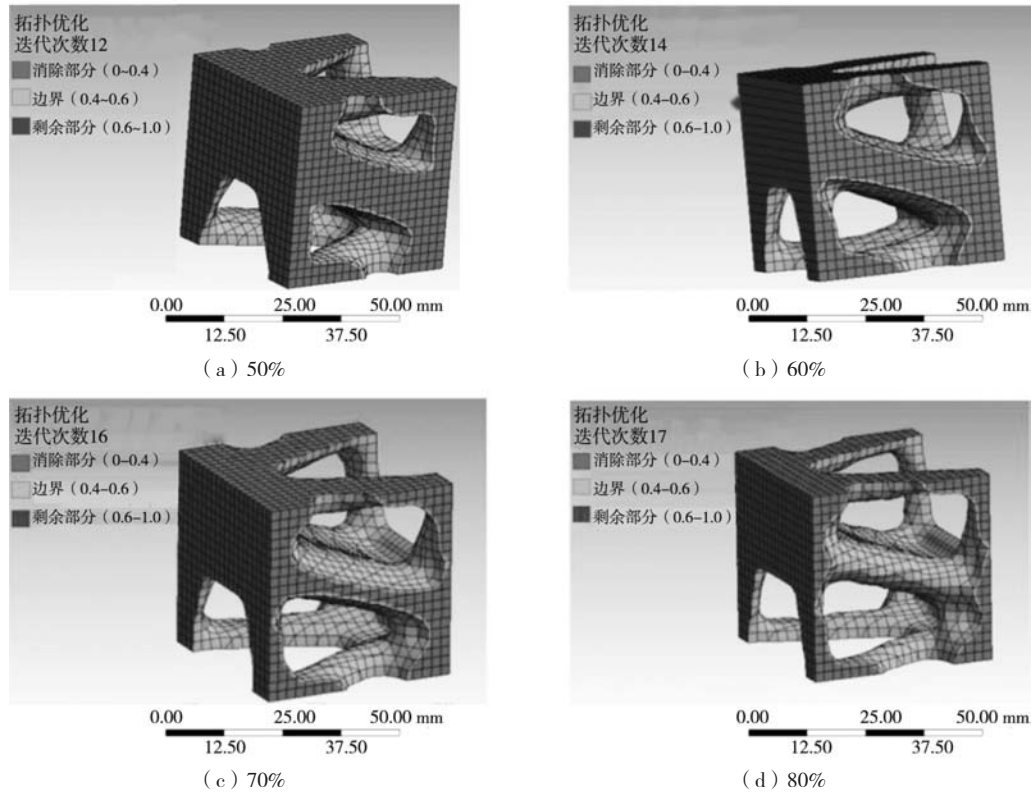 拓扑优化
迭代次数12
消除部分（0~0.4）
边界（0.4~0.6）
剩余部分（0.6~1.0）
0.00 25.00 50.00 mm
12.50 37.50
（a）50%
拓扑优化
迭代次数14
消除部分（0-0.4）
边界（0.4-0.6）
剩余部分（0.6-1.0）
0.00 25.00 50.00 mm
12.50 37.50
（b）60%
拓扑优化
迭代次数16
消除部分（0-0.4）
边界（0.4-0.6）
剩余部分（0.6-1.0）
0.00 25.00 50.00 mm
12.50 37.50
（c）70%
拓扑优化
迭代次数17
消除部分（0-0.4）
边界（0.4-0.6）
剩余部分（0.6-1.0）
0.00 25.00 50.00 mm
12.50 37.50
（d）80%